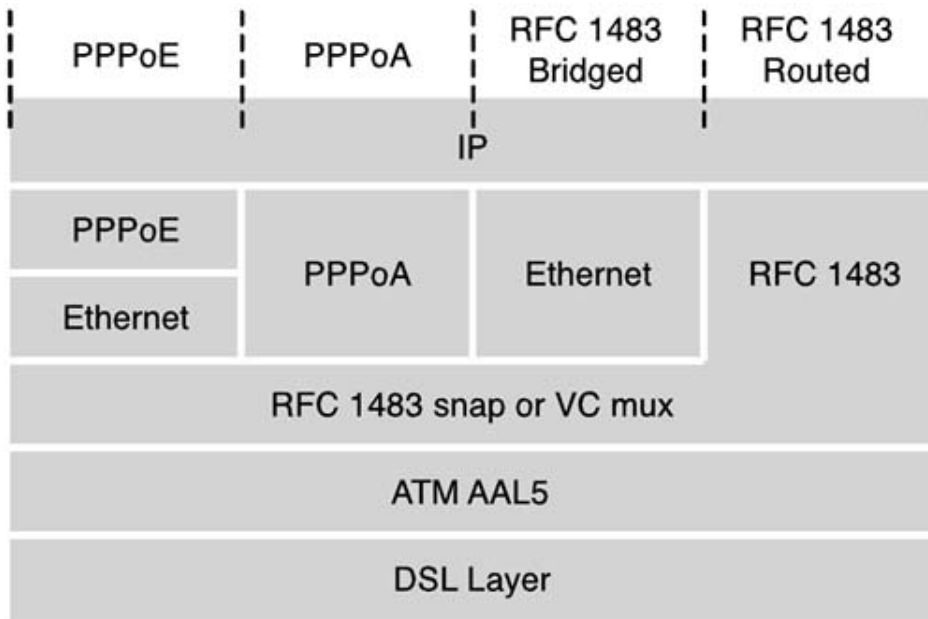 PPPoE
PPPoA
RFC 1483
Bridged
RFC 1483
Routed
IP
PPPoE
Ethernet
PPPoA
Ethernet
RFC 1483
RFC 1483 snap or VC mux
ATM AAL5
DSL Layer